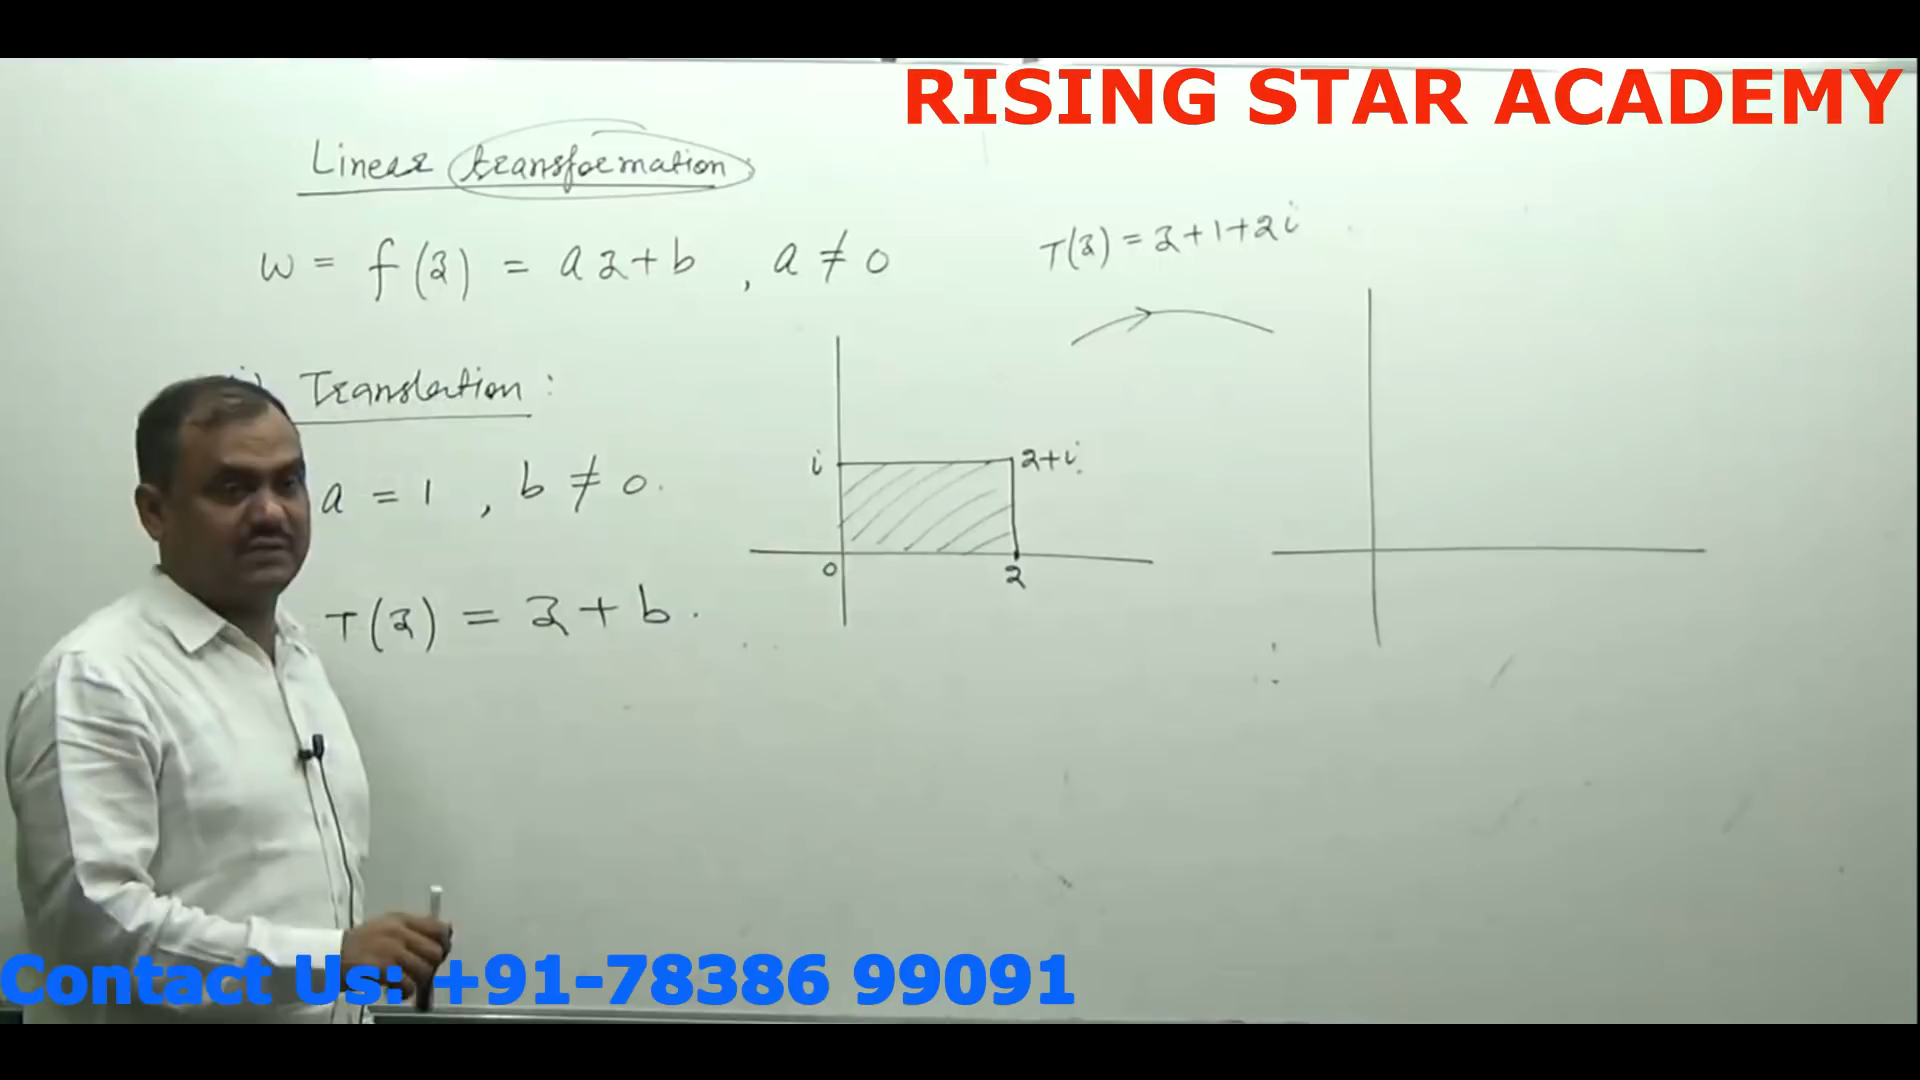 RISING STAR ACADEMY
Linear transformation :
w = f(z) = az+b , a ≠ 0
T(z) = z+1+2i
i) Translation :
a = 1 , b ≠ 0.
T(z) = z + b.
i
2+i
0
2
Contact Us: +91-78386 99091